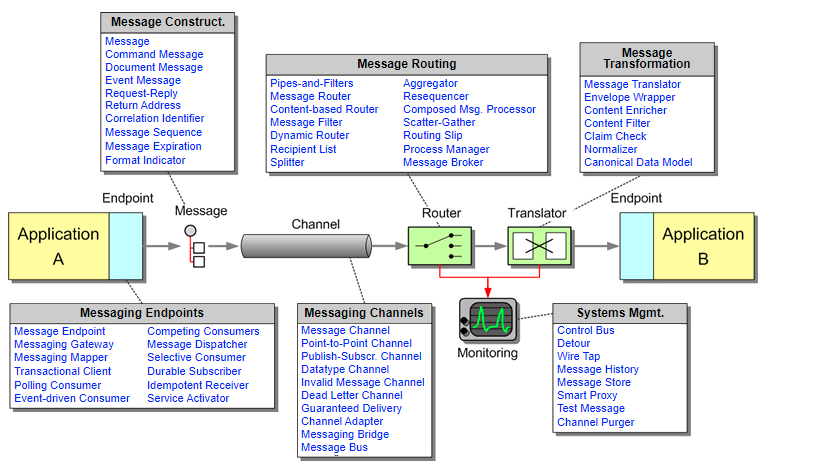 Message Construct.
Message
Command Message
Document Message
Event Message
Request-Reply
Return Address
Correlation Identifier
Message Sequence
Message Expiration
Format Indicator
Message Routing
Pipes-and-Filters
Message Router
Content-based Router
Message Filter
Dynamic Router
Recipient List
Splitter
Aggregator
Resequencer
Composed Msg. Processor
Scatter-Gather
Routing Slip
Process Manager
Message Broker
Message
Transformation
Message Translator
Envelope Wrapper
Content Enricher
Content Filter
Claim Check
Normalizer
Canonical Data Model
Endpoint
Application
A
Message
Channel
Router
Translator
Endpoint
Application
B
Messaging Endpoints
Message Endpoint
Messaging Gateway
Messaging Mapper
Transactional Client
Polling Consumer
Event-driven Consumer
Competing Consumers
Message Dispatcher
Selective Consumer
Durable Subscriber
Idempotent Receiver
Service Activator
Messaging Channels
Message Channel
Point-to-Point Channel
Publish-Subscr. Channel
Datatype Channel
Invalid Message Channel
Dead Letter Channel
Guaranteed Delivery
Channel Adapter
Messaging Bridge
Message Bus
Monitoring
Systems Mgmt.
Control Bus
Detour
Wire Tap
Message History
Message Store
Smart Proxy
Test Message
Channel Purger